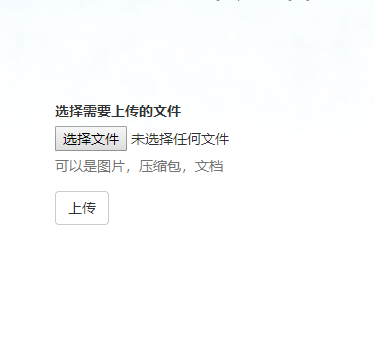 选择需要上传的文件
选择文件 未选择任何文件
可以是图片，压缩包，文档
上传